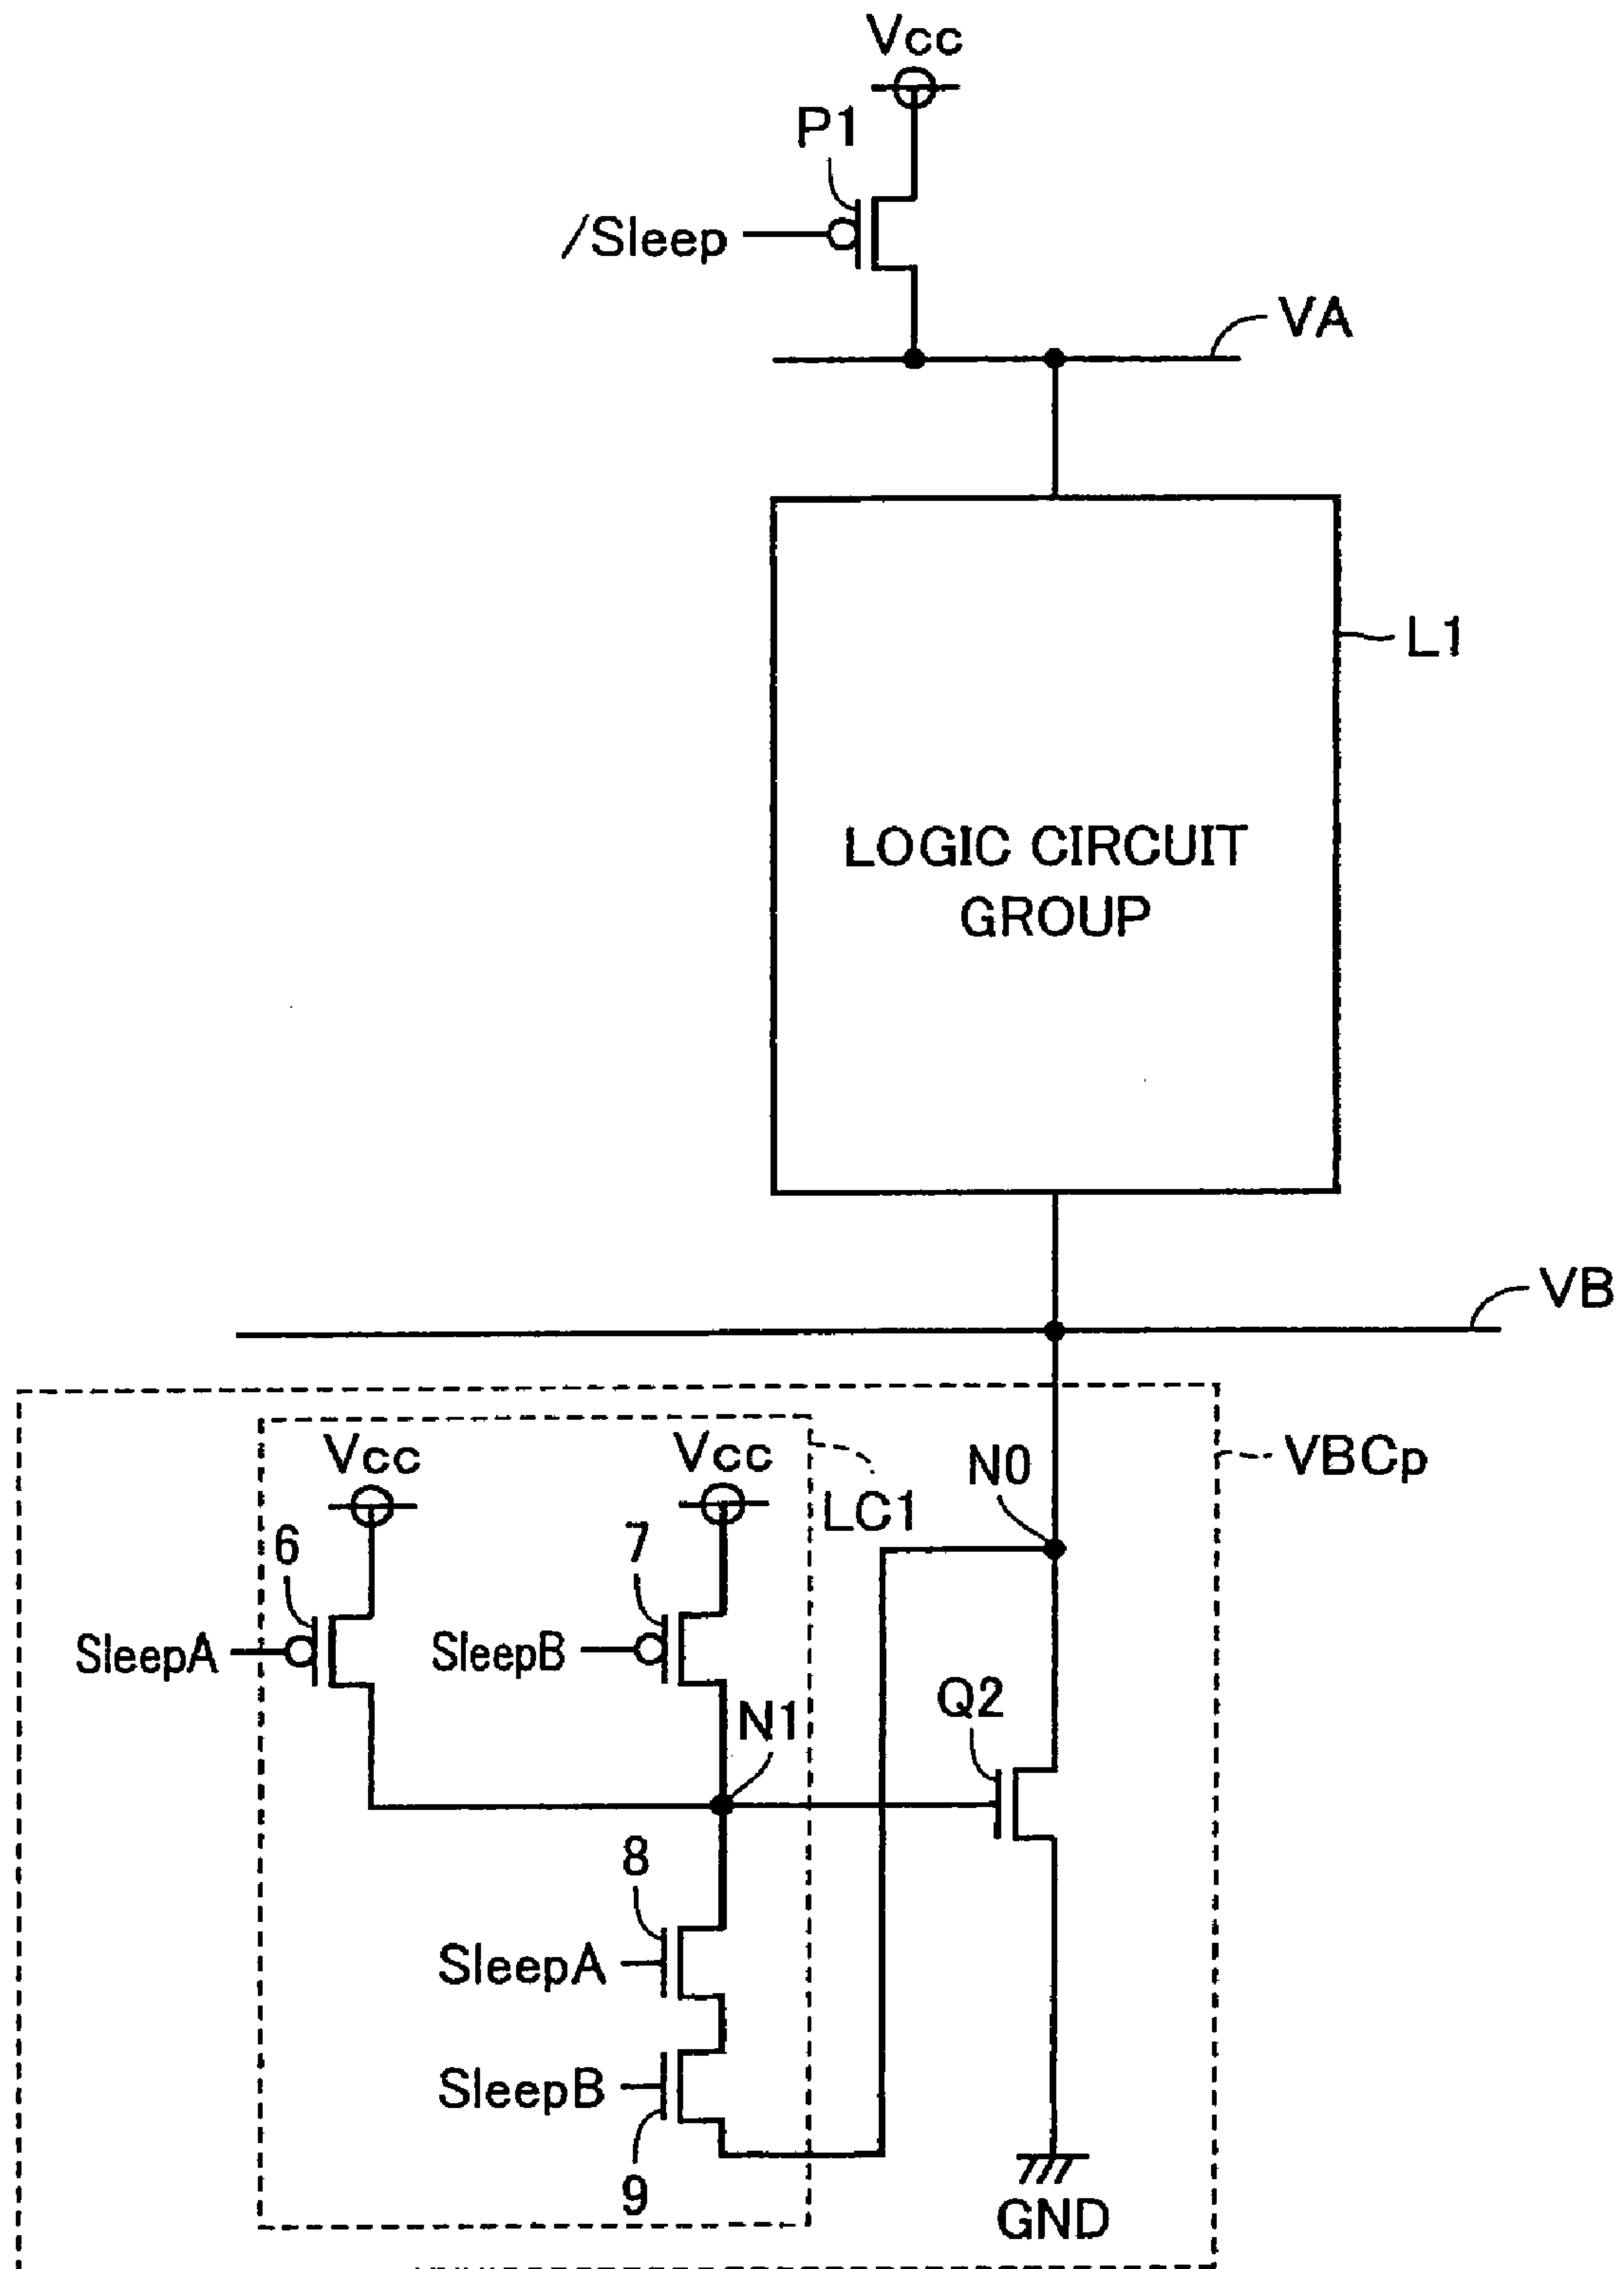 Vcc
P1
/Sleep
VA
L1
LOGIC CIRCUIT
GROUP
VB
Vcc
Vcc
LC1
N0
VBCp
6
7
SleepA
SleepB
N1
Q2
8
SleepA
SleepB
9
GND